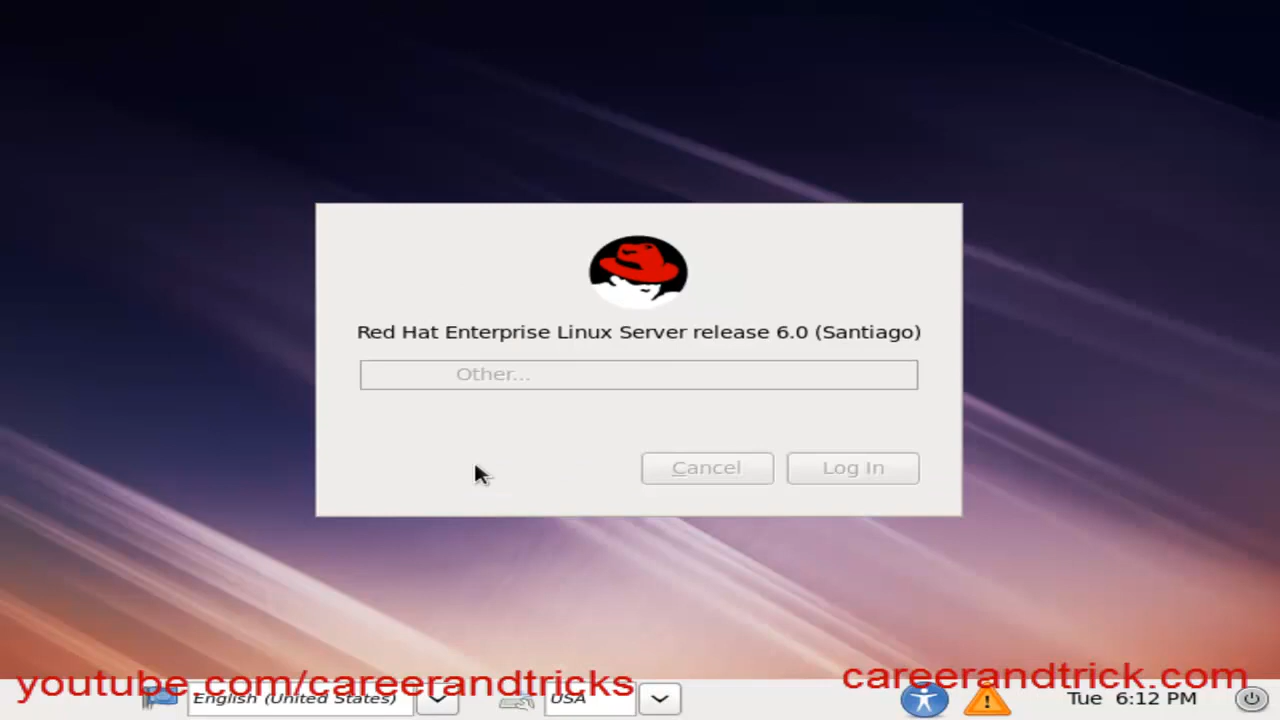 Red Hat Enterprise Linux Server release 6.0 (Santiago)
Other...
Cancel
Log In
youtube.com/careerandtricks
careerandtrick.com
English (United States)
USA
Tue 6:12 PM